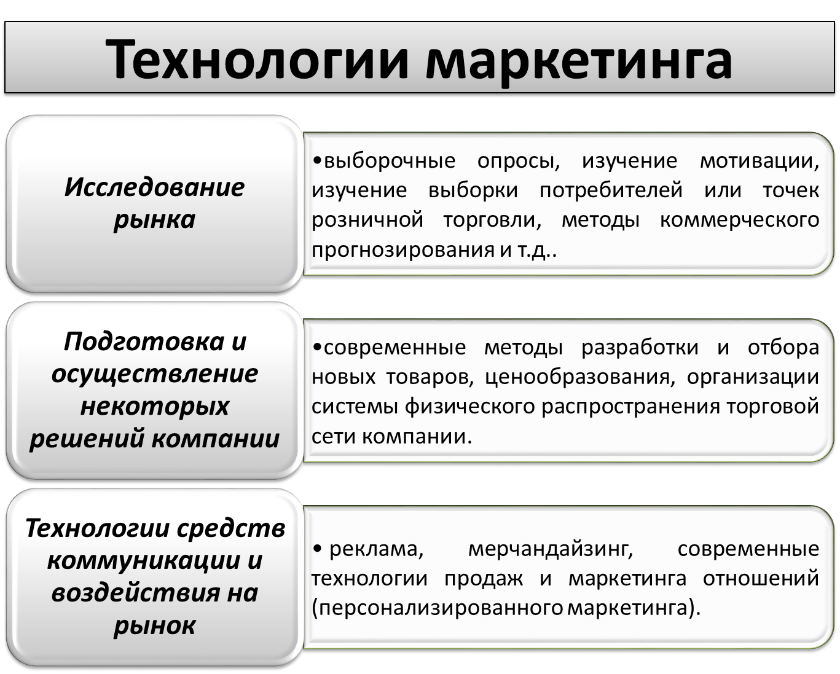 Технологии маркетинга
Исследование
рынка
•выборочные опросы, изучение мотивации,
изучение выборки потребителей или точек
розничной торговли, методы коммерческого
прогнозирования и т.д..
Подготовка и
осуществление
некоторых
решений компании
•современные методы разработки и отбора
новых товаров, ценообразования, организации
системы физического распространения торговой
сети компании.
Технологии средств
коммуникации и
воздействия на
рынок
• реклама, мерчандайзинг, современные
технологии продаж и маркетинга отношений
(персонализированного маркетинга).